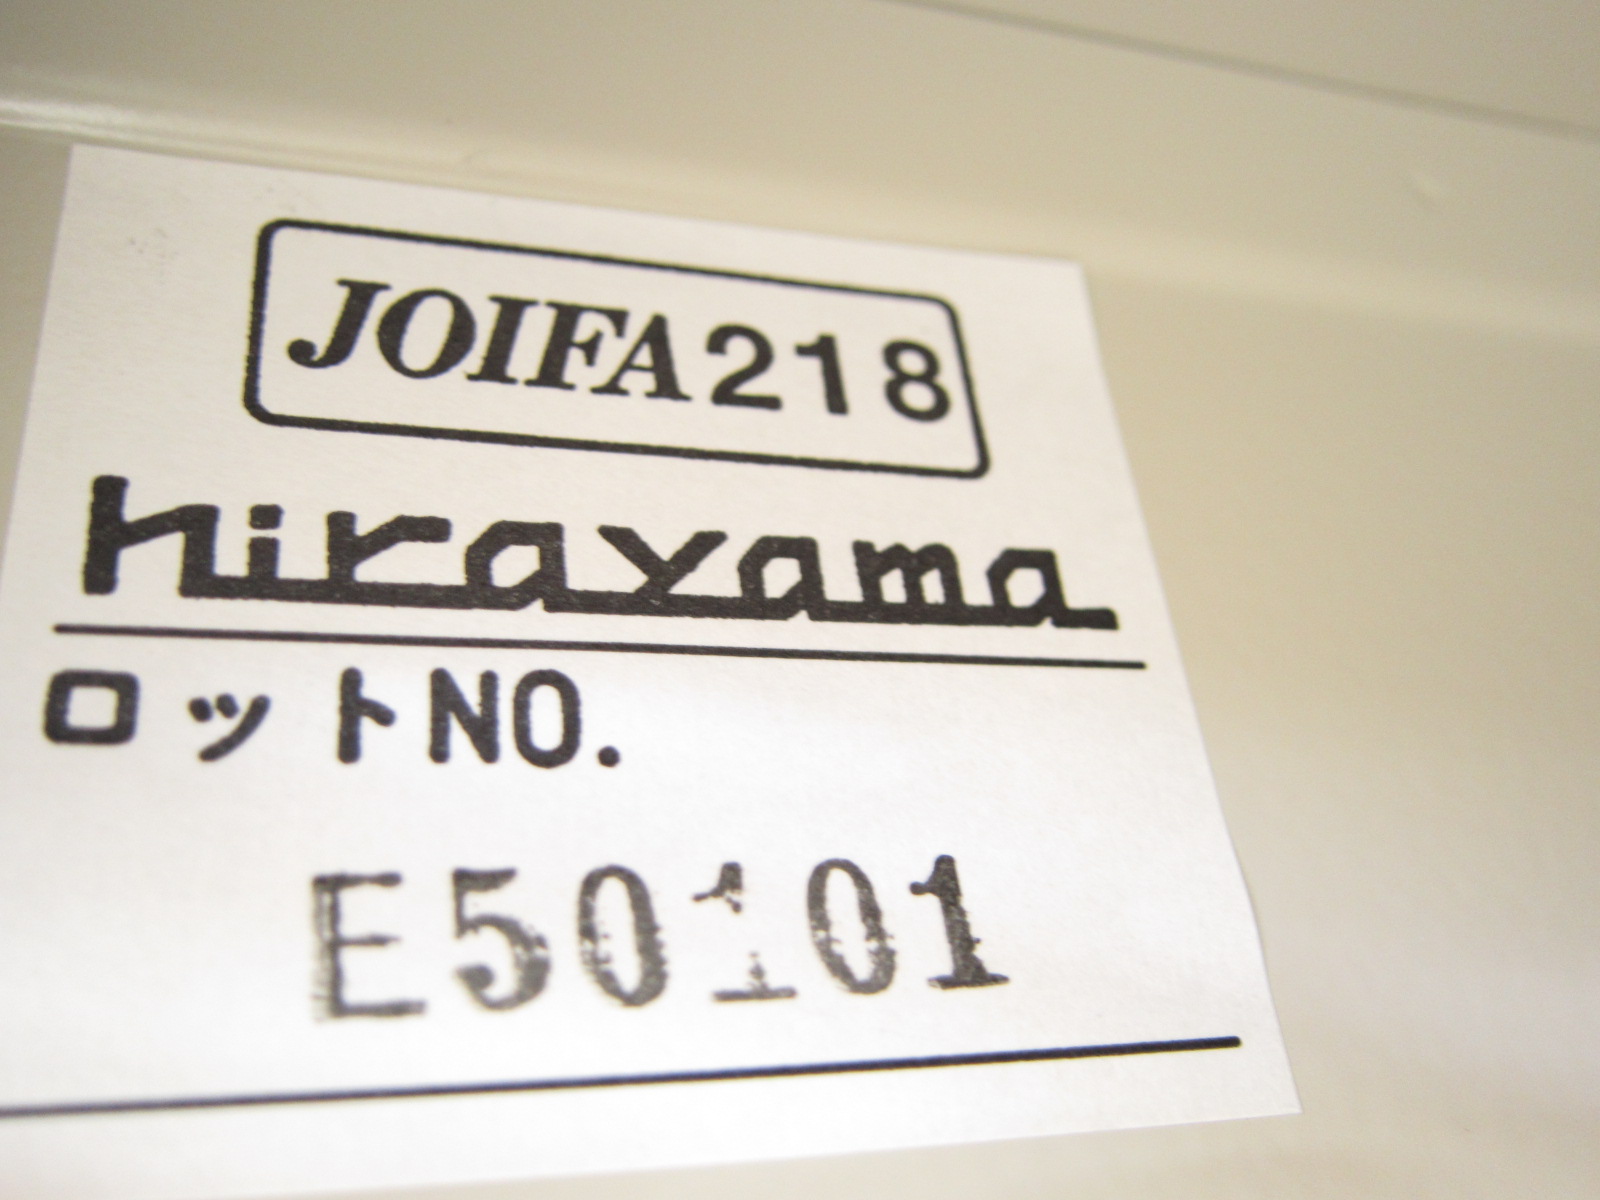 JOIFA218
hirayama
ロットNO.
E50101